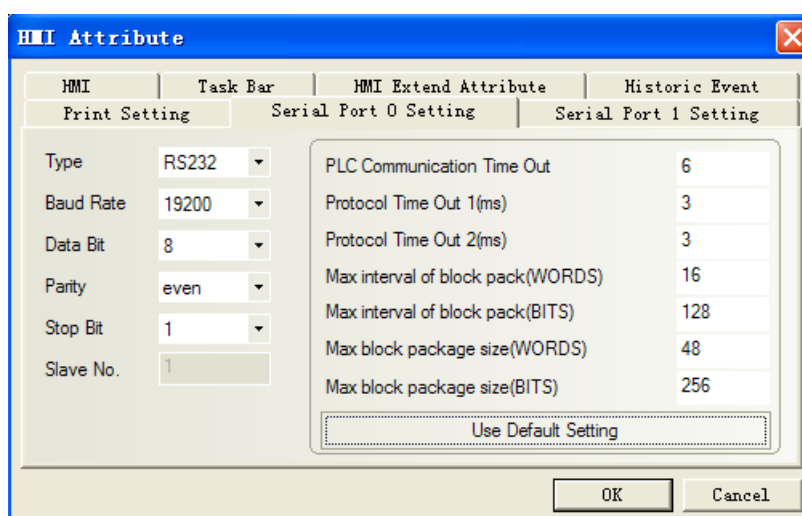 HMI Attribute
HMI Task Bar HMI Extend Attribute Historic Event
Print Setting Serial Port 0 Setting Serial Port 1 Setting
Type RS232
Baud Rate 19200
Data Bit 8
Parity even
Stop Bit 1
Slave No. 1
PLC Communication Time Out 6
Protocol Time Out 1(ms) 3
Protocol Time Out 2(ms) 3
Max interval of block pack(WORDS) 16
Max interval of block pack(BITS) 128
Max block package size(WORDS) 48
Max block package size(BITS) 256
Use Default Setting
OK Cancel